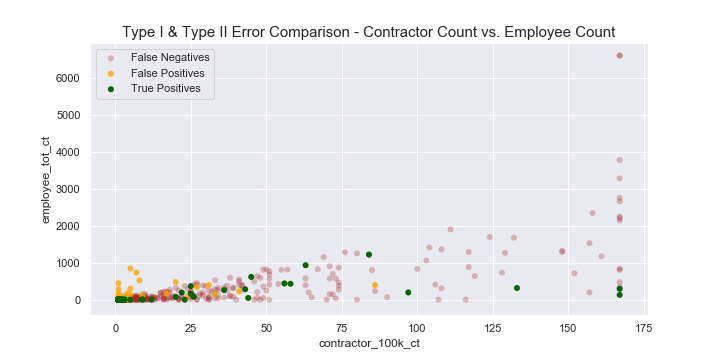 Type I & Type II Error Comparison - Contractor Count vs. Employee Count
False Negatives
False Positives
True Positives
6000
5000
4000
3000
2000
1000
0
employee_tot_ct
0 25 50 75 100 125 150 175
contractor_100k_ct